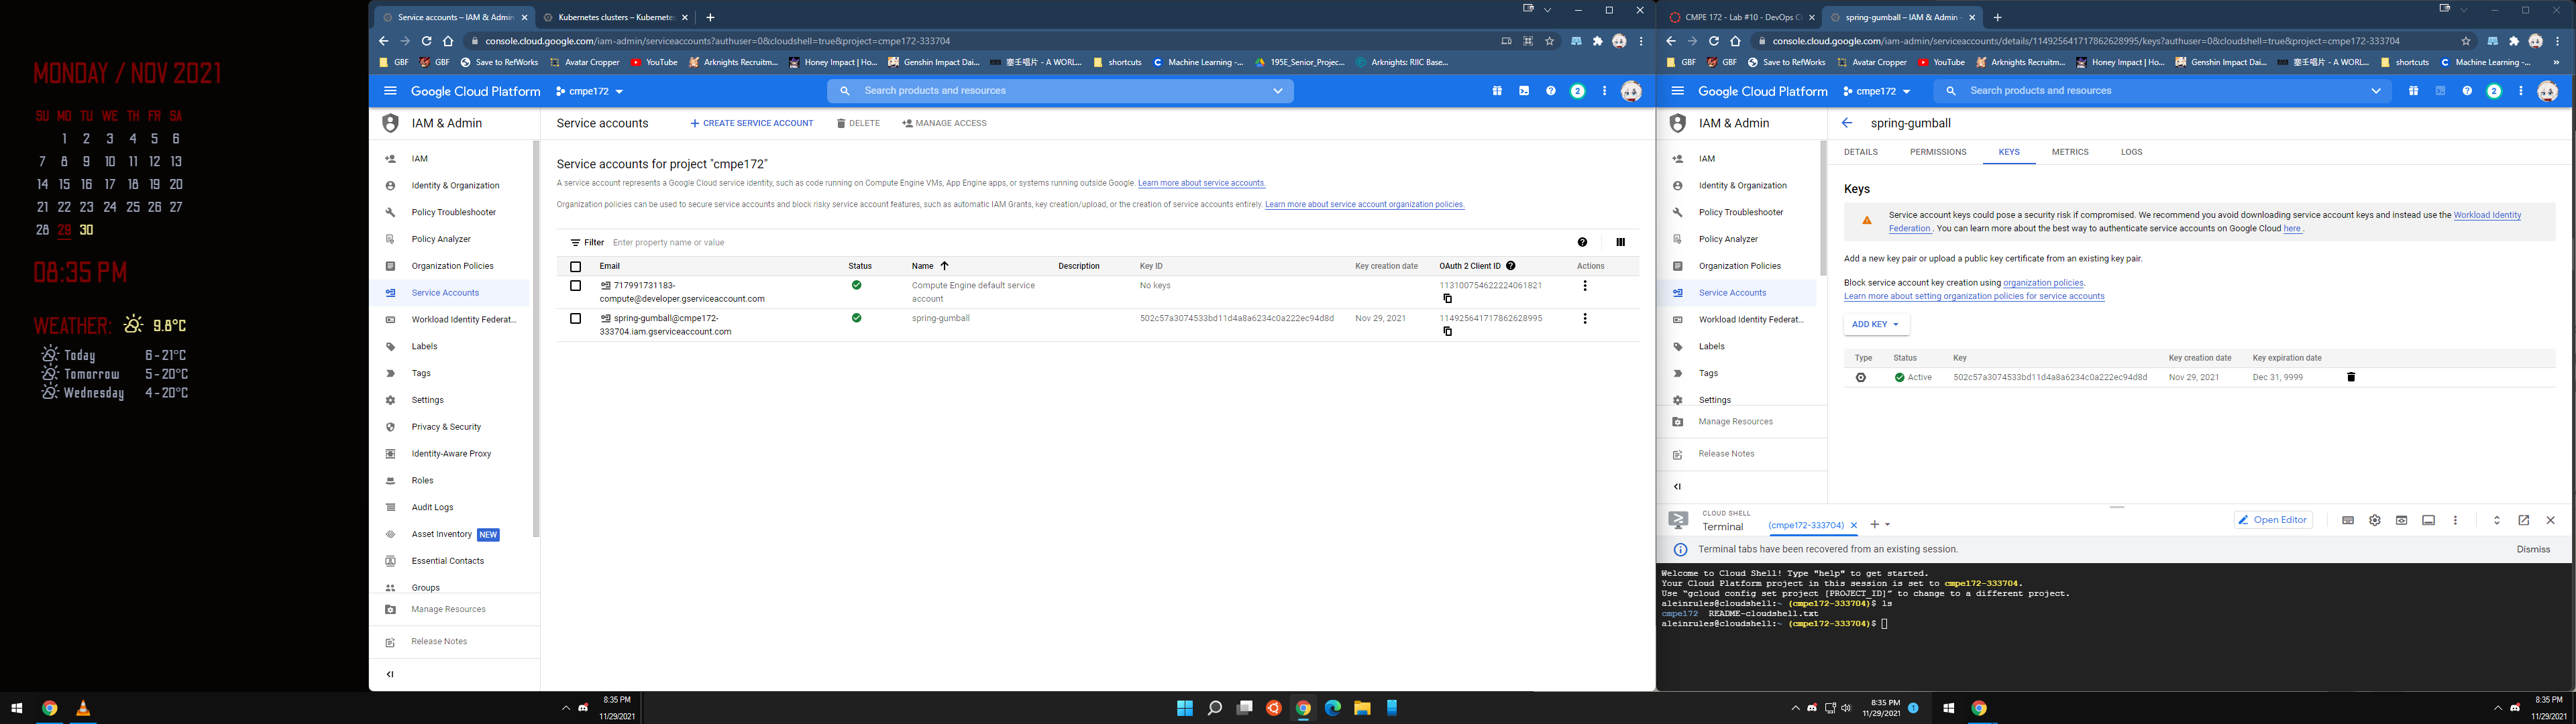 MONDAY / NOV 2021
SU MO TU WE TH FR SA
1 2 3 4 5 6
7 8 9 10 11 12 13
14 15 16 17 18 19 20
21 22 23 24 25 26 27
28 29 30
08:35 PM
WEATHER: 9.8°C
Today 6-21°C
Tomorrow 5-20°C
Wednesday 4-20°C
8:35 PM
11/29/2021
Service accounts – IAM & Admin
Kubernetes clusters – Kubernetes
console.cloud.google.com/iam-admin/serviceaccounts?authuser=0&cloudshell=true&project=cmpe172-333704
GBF GBF Save to RefWorks Avatar Cropper YouTube Arknights Recruitm... Honey Impact | Ho... Genshin Impact Dai... 塞壬唱片 - A WORL... shortcuts Machine Learning -... 195E_Senior_Projec... Arknights: RIIC Base...
Google Cloud Platform cmpe172 Search products and resources 2
IAM & Admin
IAM
Identity & Organization
Policy Troubleshooter
Policy Analyzer
Organization Policies
Service Accounts
Workload Identity Federat...
Labels
Tags
Settings
Privacy & Security
Identity-Aware Proxy
Roles
Audit Logs
Asset Inventory NEW
Essential Contacts
Groups
Manage Resources
Release Notes
Service accounts CREATE SERVICE ACCOUNT DELETE MANAGE ACCESS
Service accounts for project "cmpe172"
A service account represents a Google Cloud service identity, such as code running on Compute Engine VMs, App Engine apps, or systems running outside Google. Learn more about service accounts.
Organization policies can be used to secure service accounts and block risky service account features, such as automatic IAM Grants, key creation/upload, or the creation of service accounts entirely. Learn more about service account organization policies.
Filter Enter property name or value
Email Status Name Description Key ID Key creation date OAuth 2 Client ID Actions
717991731183-compute@developer.gserviceaccount.com Compute Engine default service account No keys 113100754622224061821
spring-gumball@cmpe172-333704.iam.gserviceaccount.com spring-gumball 502c57a3074533bd11d4a8a6234c0a222ec94d8d Nov 29, 2021 114925641717862628995
8:35 PM
11/29/2021
1
CMPE 172 - Lab #10 - DevOps C
spring-gumball – IAM & Admin
console.cloud.google.com/iam-admin/serviceaccounts/details/114925641717862628995/keys?authuser=0&cloudshell=true&project=cmpe172-333704
GBF GBF Save to RefWorks Avatar Cropper YouTube Arknights Recruitm... Honey Impact | Ho... Genshin Impact Dai... 塞壬唱片 - A WORL... shortcuts Machine Learning -... »
Google Cloud Platform cmpe172 Search products and resources 2
IAM & Admin
IAM
Identity & Organization
Policy Troubleshooter
Policy Analyzer
Organization Policies
Service Accounts
Workload Identity Federat...
Labels
Tags
Settings
Manage Resources
Release Notes
spring-gumball
DETAILS PERMISSIONS KEYS METRICS LOGS
Keys
Service account keys could pose a security risk if compromised. We recommend you avoid downloading service account keys and instead use the Workload Identity
Federation . You can learn more about the best way to authenticate service accounts on Google Cloud here .
Add a new key pair or upload a public key certificate from an existing key pair.
Block service account key creation using organization policies.
Learn more about setting organization policies for service accounts
ADD KEY
Type Status Key Key creation date Key expiration date
Active 502c57a3074533bd11d4a8a6234c0a222ec94d8d Nov 29, 2021 Dec 31, 9999
CLOUD SHELL
Terminal (cmpe172-333704) Open Editor
Terminal tabs have been recovered from an existing session. Dismiss
Welcome to Cloud Shell! Type "help" to get started.
Your Cloud Platform project in this session is set to cmpe172-333704.
Use “gcloud config set project [PROJECT_ID]” to change to a different project.
aleinrules@cloudshell:~ (cmpe172-333704)$ ls
cmpe172 README-cloudshell.txt
aleinrules@cloudshell:~ (cmpe172-333704)$
8:35 PM
11/29/2021